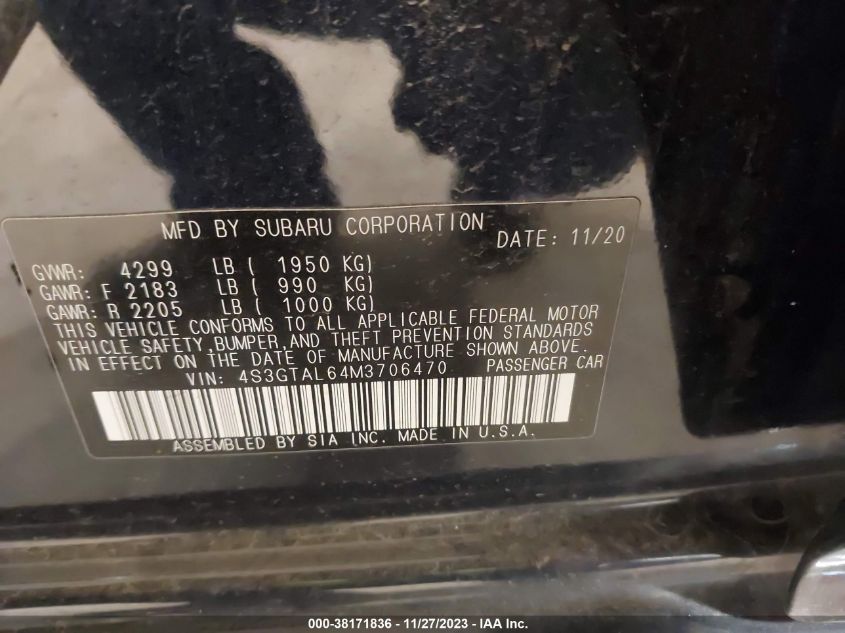 MFD BY SUBARU CORPORATION
DATE: 11/20
GVWR: 4299 LB ( 1950 KG)
GAWR: F 2183 LB ( 990 KG)
GAWR: R 2205 LB ( 1000 KG)
THIS VEHICLE CONFORMS TO ALL APPLICABLE FEDERAL MOTOR
VEHICLE SAFETY, BUMPER, AND THEFT PREVENTION STANDARDS
IN EFFECT ON THE DATE OF MANUFACTURE SHOWN ABOVE.
VIN: 4S3GTAL64M3706470 PASSENGER CAR
ASSEMBLED BY SIA INC. MADE IN U.S.A.
000-38171836 - 11/27/2023 - IAA Inc.